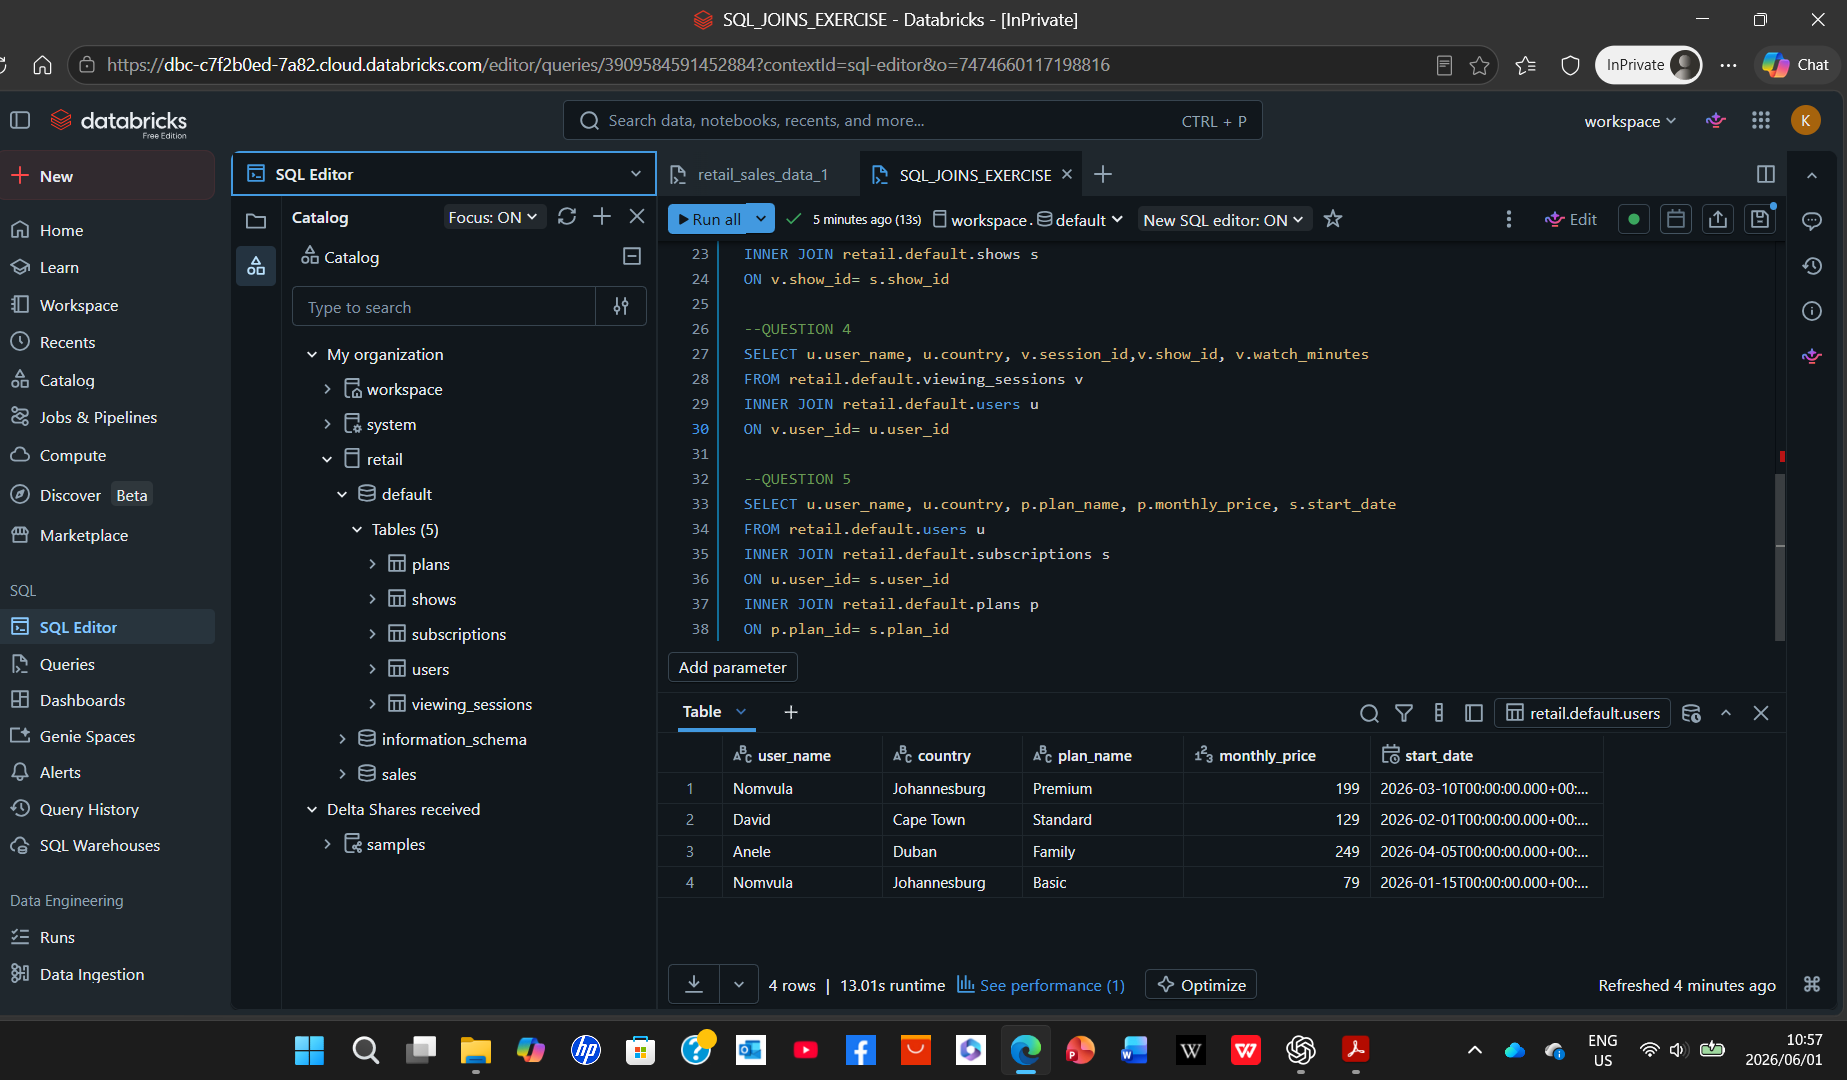 SQL_JOINS_EXERCISE - Databricks - [InPrivate]
https://dbc-c7f2b0ed-7a82.cloud.databricks.com/editor/queries/3909584591452884?contextId=sql-editor&o=7474660117198816
InPrivate
Chat
databricks
Free Edition
Search data, notebooks, recents, and more...
CTRL + P
workspace
K
New
Home
Learn
Workspace
Recents
Catalog
Jobs & Pipelines
Compute
Discover Beta
Marketplace
SQL
SQL Editor
Queries
Dashboards
Genie Spaces
Alerts
Query History
SQL Warehouses
Data Engineering
Runs
Data Ingestion
SQL Editor
Catalog
Focus: ON
Catalog
Type to search
My organization
workspace
system
retail
default
Tables (5)
plans
shows
subscriptions
users
viewing_sessions
information_schema
sales
Delta Shares received
samples
retail_sales_data_1
SQL_JOINS_EXERCISE
Run all
5 minutes ago (13s)
workspace.default
New SQL editor: ON
Edit
23 INNER JOIN retail.default.shows s
24 ON v.show_id= s.show_id
25
26 --QUESTION 4
27 SELECT u.user_name, u.country, v.session_id,v.show_id, v.watch_minutes
28 FROM retail.default.viewing_sessions v
29 INNER JOIN retail.default.users u
30 ON v.user_id= u.user_id
31
32 --QUESTION 5
33 SELECT u.user_name, u.country, p.plan_name, p.monthly_price, s.start_date
34 FROM retail.default.users u
35 INNER JOIN retail.default.subscriptions s
36 ON u.user_id= s.user_id
37 INNER JOIN retail.default.plans p
38 ON p.plan_id= s.plan_id
Add parameter
Table
retail.default.users
user_name country plan_name monthly_price start_date
1 Nomvula Johannesburg Premium 199 2026-03-10T00:00:00.000+00:...
2 David Cape Town Standard 129 2026-02-01T00:00:00.000+00:...
3 Anele Duban Family 249 2026-04-05T00:00:00.000+00:...
4 Nomvula Johannesburg Basic 79 2026-01-15T00:00:00.000+00:...
4 rows | 13.01s runtime
See performance (1)
Optimize
Refreshed 4 minutes ago
ENG
US
10:57
2026/06/01